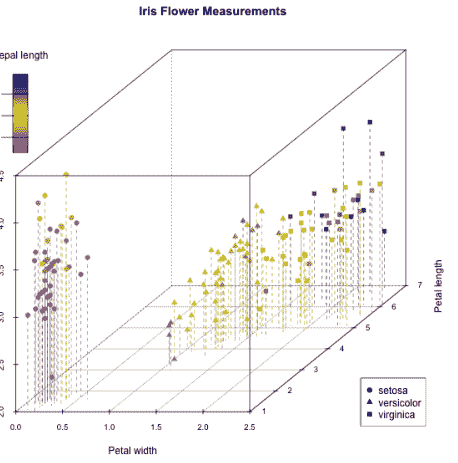 Iris Flower Measurements
epal length
4.5
4.0
3.5
3.0
2.5
2.0
0.0 0.5 1.0 1.5 2.0 2.5
Petal width
1 2 3 4 5 6 7
Petal length
setosa
versicolor
virginica